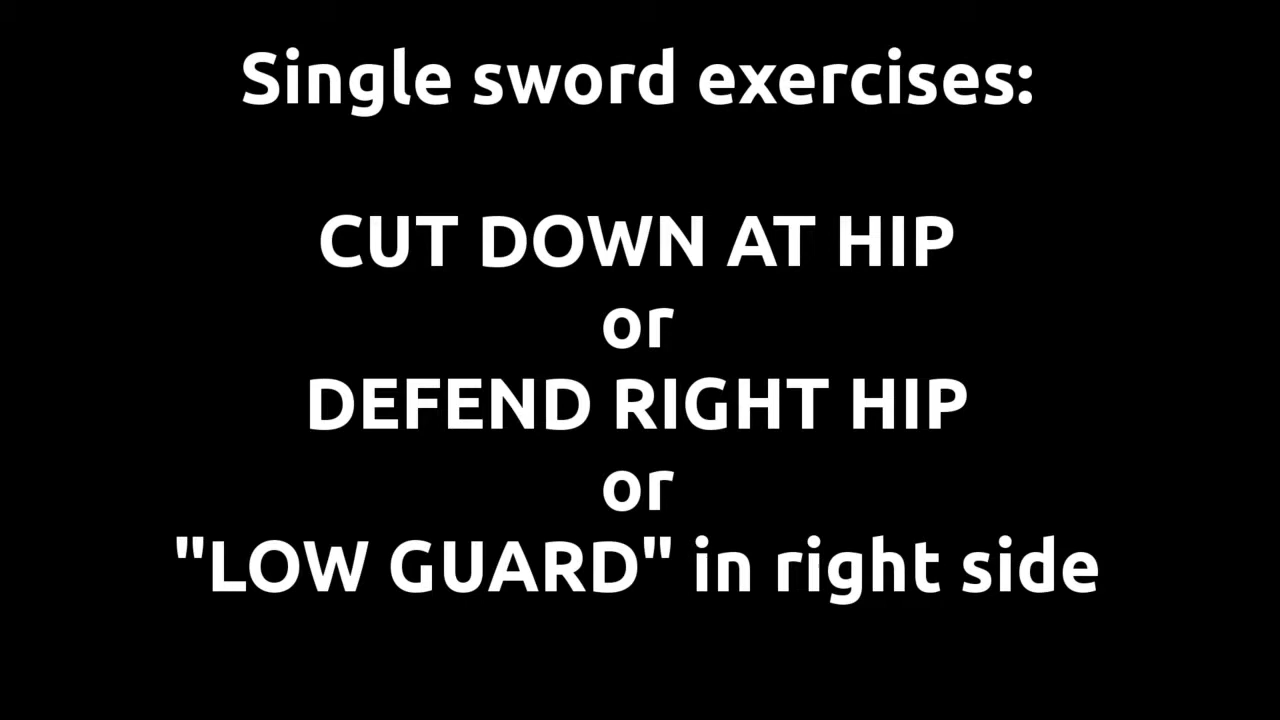 Single sword exercises:
CUT DOWN AT HIP
or
DEFEND RIGHT HIP
or
"LOW GUARD" in right side